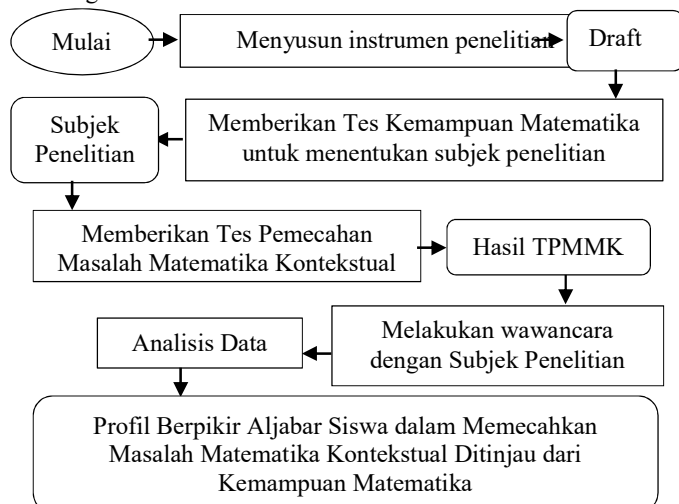 Mulai
Menyusun instrumen penelitian
Draft
Memberikan Tes Kemampuan Matematika
untuk menentukan subjek penelitian
Subjek
Penelitian
Memberikan Tes Pemecahan
Masalah Matematika Kontekstual
Hasil TPMMK
Melakukan wawancara
dengan Subjek Penelitian
Analisis Data
Profil Berpikir Aljabar Siswa dalam Memecahkan
Masalah Matematika Kontekstual Ditinjau dari
Kemampuan Matematika